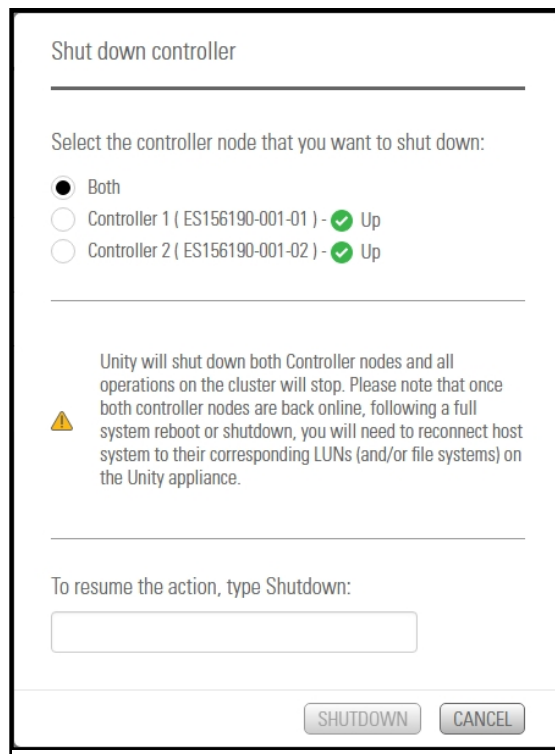 Shut down controller
Select the controller node that you want to shut down:
Both
Controller 1 ( ES156190-001-01 ) - Up
Controller 2 ( ES156190-001-02 ) - Up
Unity will shut down both Controller nodes and all
operations on the cluster will stop. Please note that once
both controller nodes are back online, following a full
system reboot or shutdown, you will need to reconnect host
system to their corresponding LUNs (and/or file systems) on
the Unity appliance.
To resume the action, type Shutdown:
SHUTDOWN CANCEL